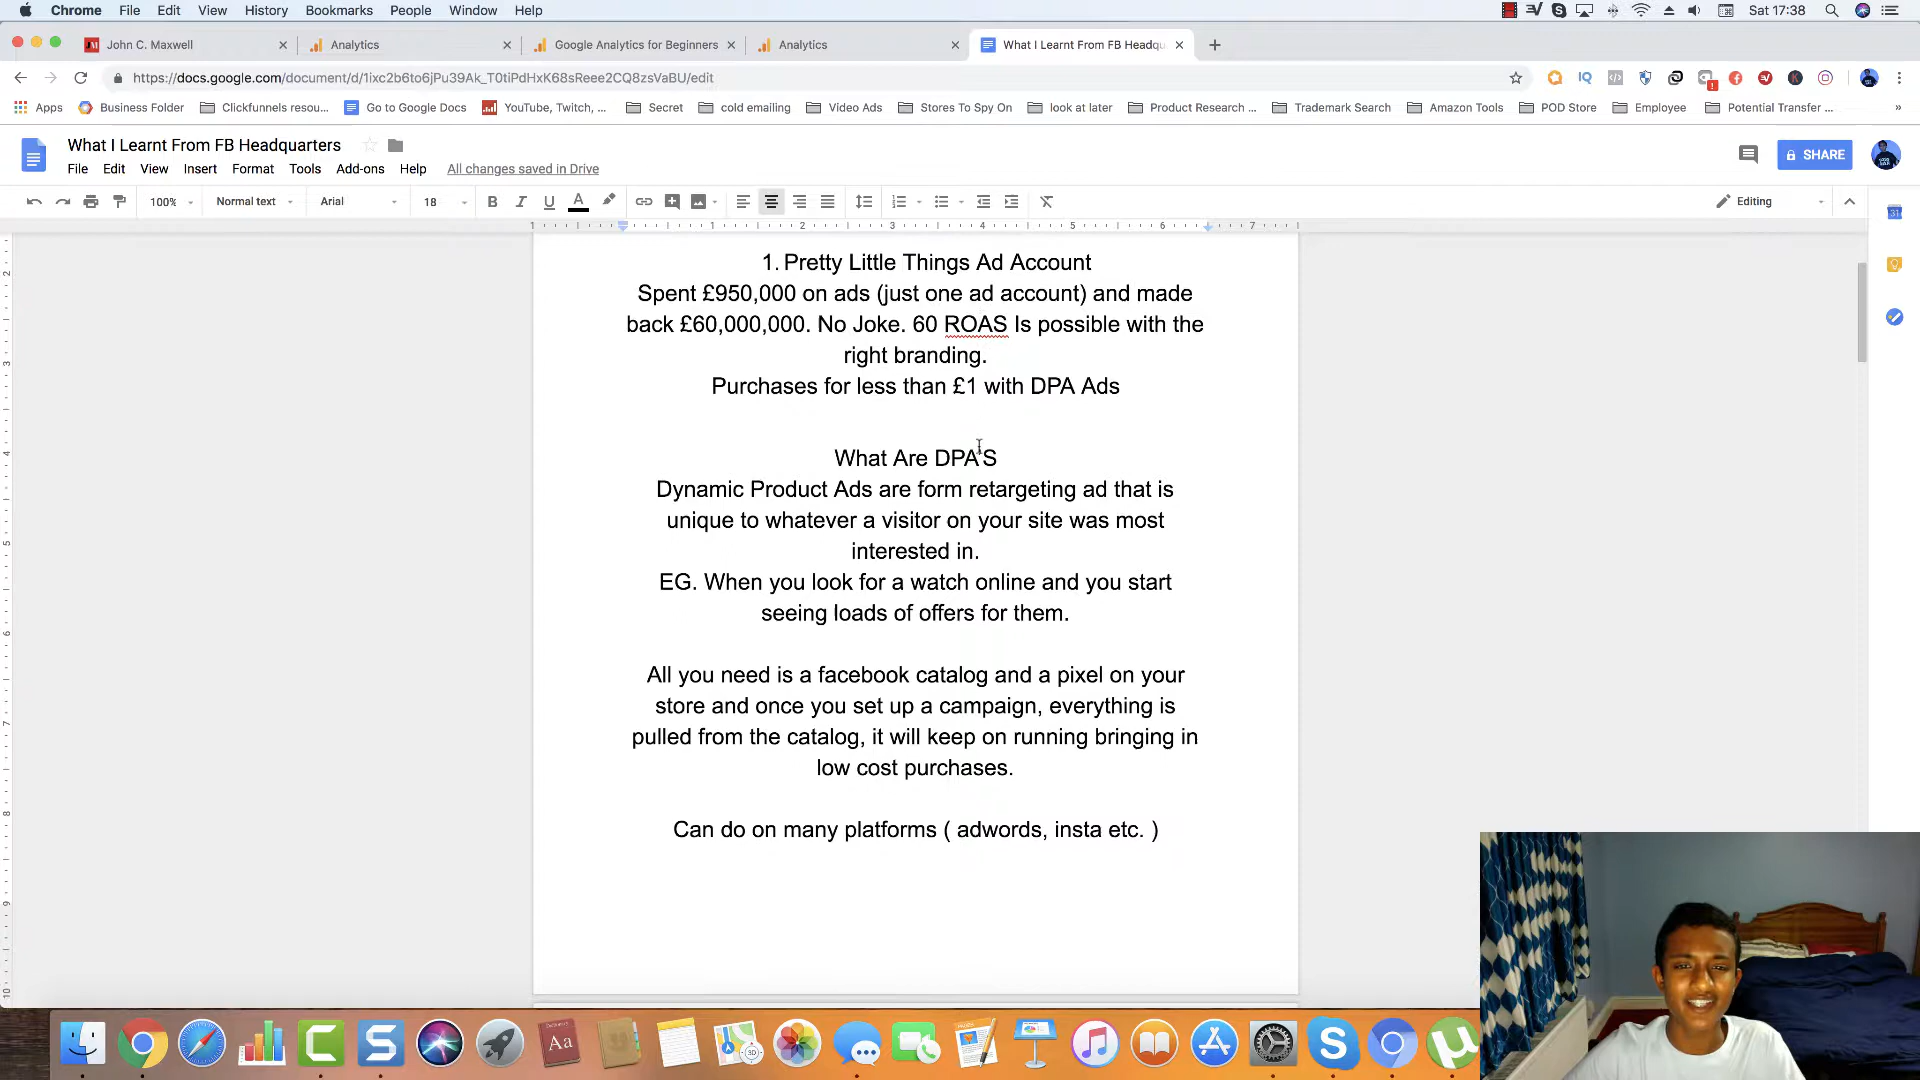 Chrome File Edit View History Bookmarks People Window Help Sat 17:38
John C. Maxwell Analytics Google Analytics for Beginners Analytics What I Learnt From FB Headqu
https://docs.google.com/document/d/1ixc2b6to6jPu39Ak_T0tiPdHxK68sReee2CQ8zsVaBU/edit
Apps Business Folder Clickfunnels resou... Go to Google Docs YouTube, Twitch, ... Secret cold emailing Video Ads Stores To Spy On look at later Product Research ... Trademark Search Amazon Tools POD Store Employee Potential Transfer ...
What I Learnt From FB Headquarters
File Edit View Insert Format Tools Add-ons Help All changes saved in Drive
SHARE
100% Normal text Arial 18 Editing
1. Pretty Little Things Ad Account
Spent £950,000 on ads (just one ad account) and made
back £60,000,000. No Joke. 60 ROAS Is possible with the
right branding.
Purchases for less than £1 with DPA Ads
What Are DPA'S
Dynamic Product Ads are form retargeting ad that is
unique to whatever a visitor on your site was most
interested in.
EG. When you look for a watch online and you start
seeing loads of offers for them.
All you need is a facebook catalog and a pixel on your
store and once you set up a campaign, everything is
pulled from the catalog, it will keep on running bringing in
low cost purchases.
Can do on many platforms ( adwords, insta etc. )